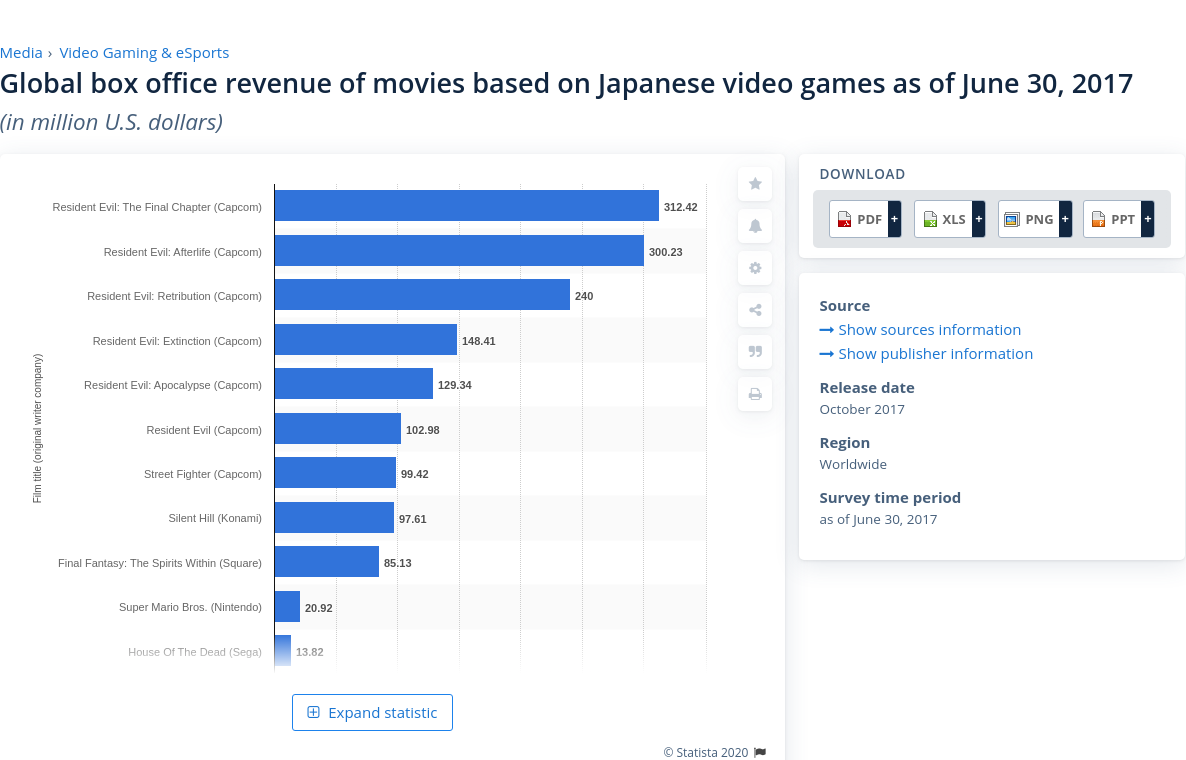 Media › Video Gaming & eSports
Global box office revenue of movies based on Japanese video games as of June 30, 2017
(in million U.S. dollars)
Film title (original writer company)
Resident Evil: The Final Chapter (Capcom) 312.42
Resident Evil: Afterlife (Capcom) 300.23
Resident Evil: Retribution (Capcom) 240
Resident Evil: Extinction (Capcom) 148.41
Resident Evil: Apocalypse (Capcom) 129.34
Resident Evil (Capcom) 102.98
Street Fighter (Capcom) 99.42
Silent Hill (Konami) 97.61
Final Fantasy: The Spirits Within (Square) 85.13
Super Mario Bros. (Nintendo) 20.92
House Of The Dead (Sega) 13.82
Expand statistic
© Statista 2020
DOWNLOAD
PDF + XLS + PNG + PPT +
Source
Show sources information
Show publisher information
Release date
October 2017
Region
Worldwide
Survey time period
as of June 30, 2017